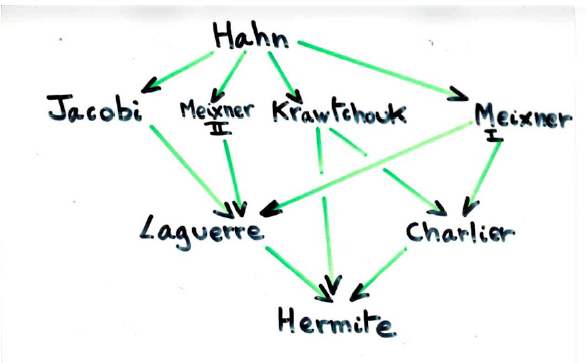 Hahn
Jacobi Meixner II Krawtchouk Meixner I
Laguerre Charlier
Hermite